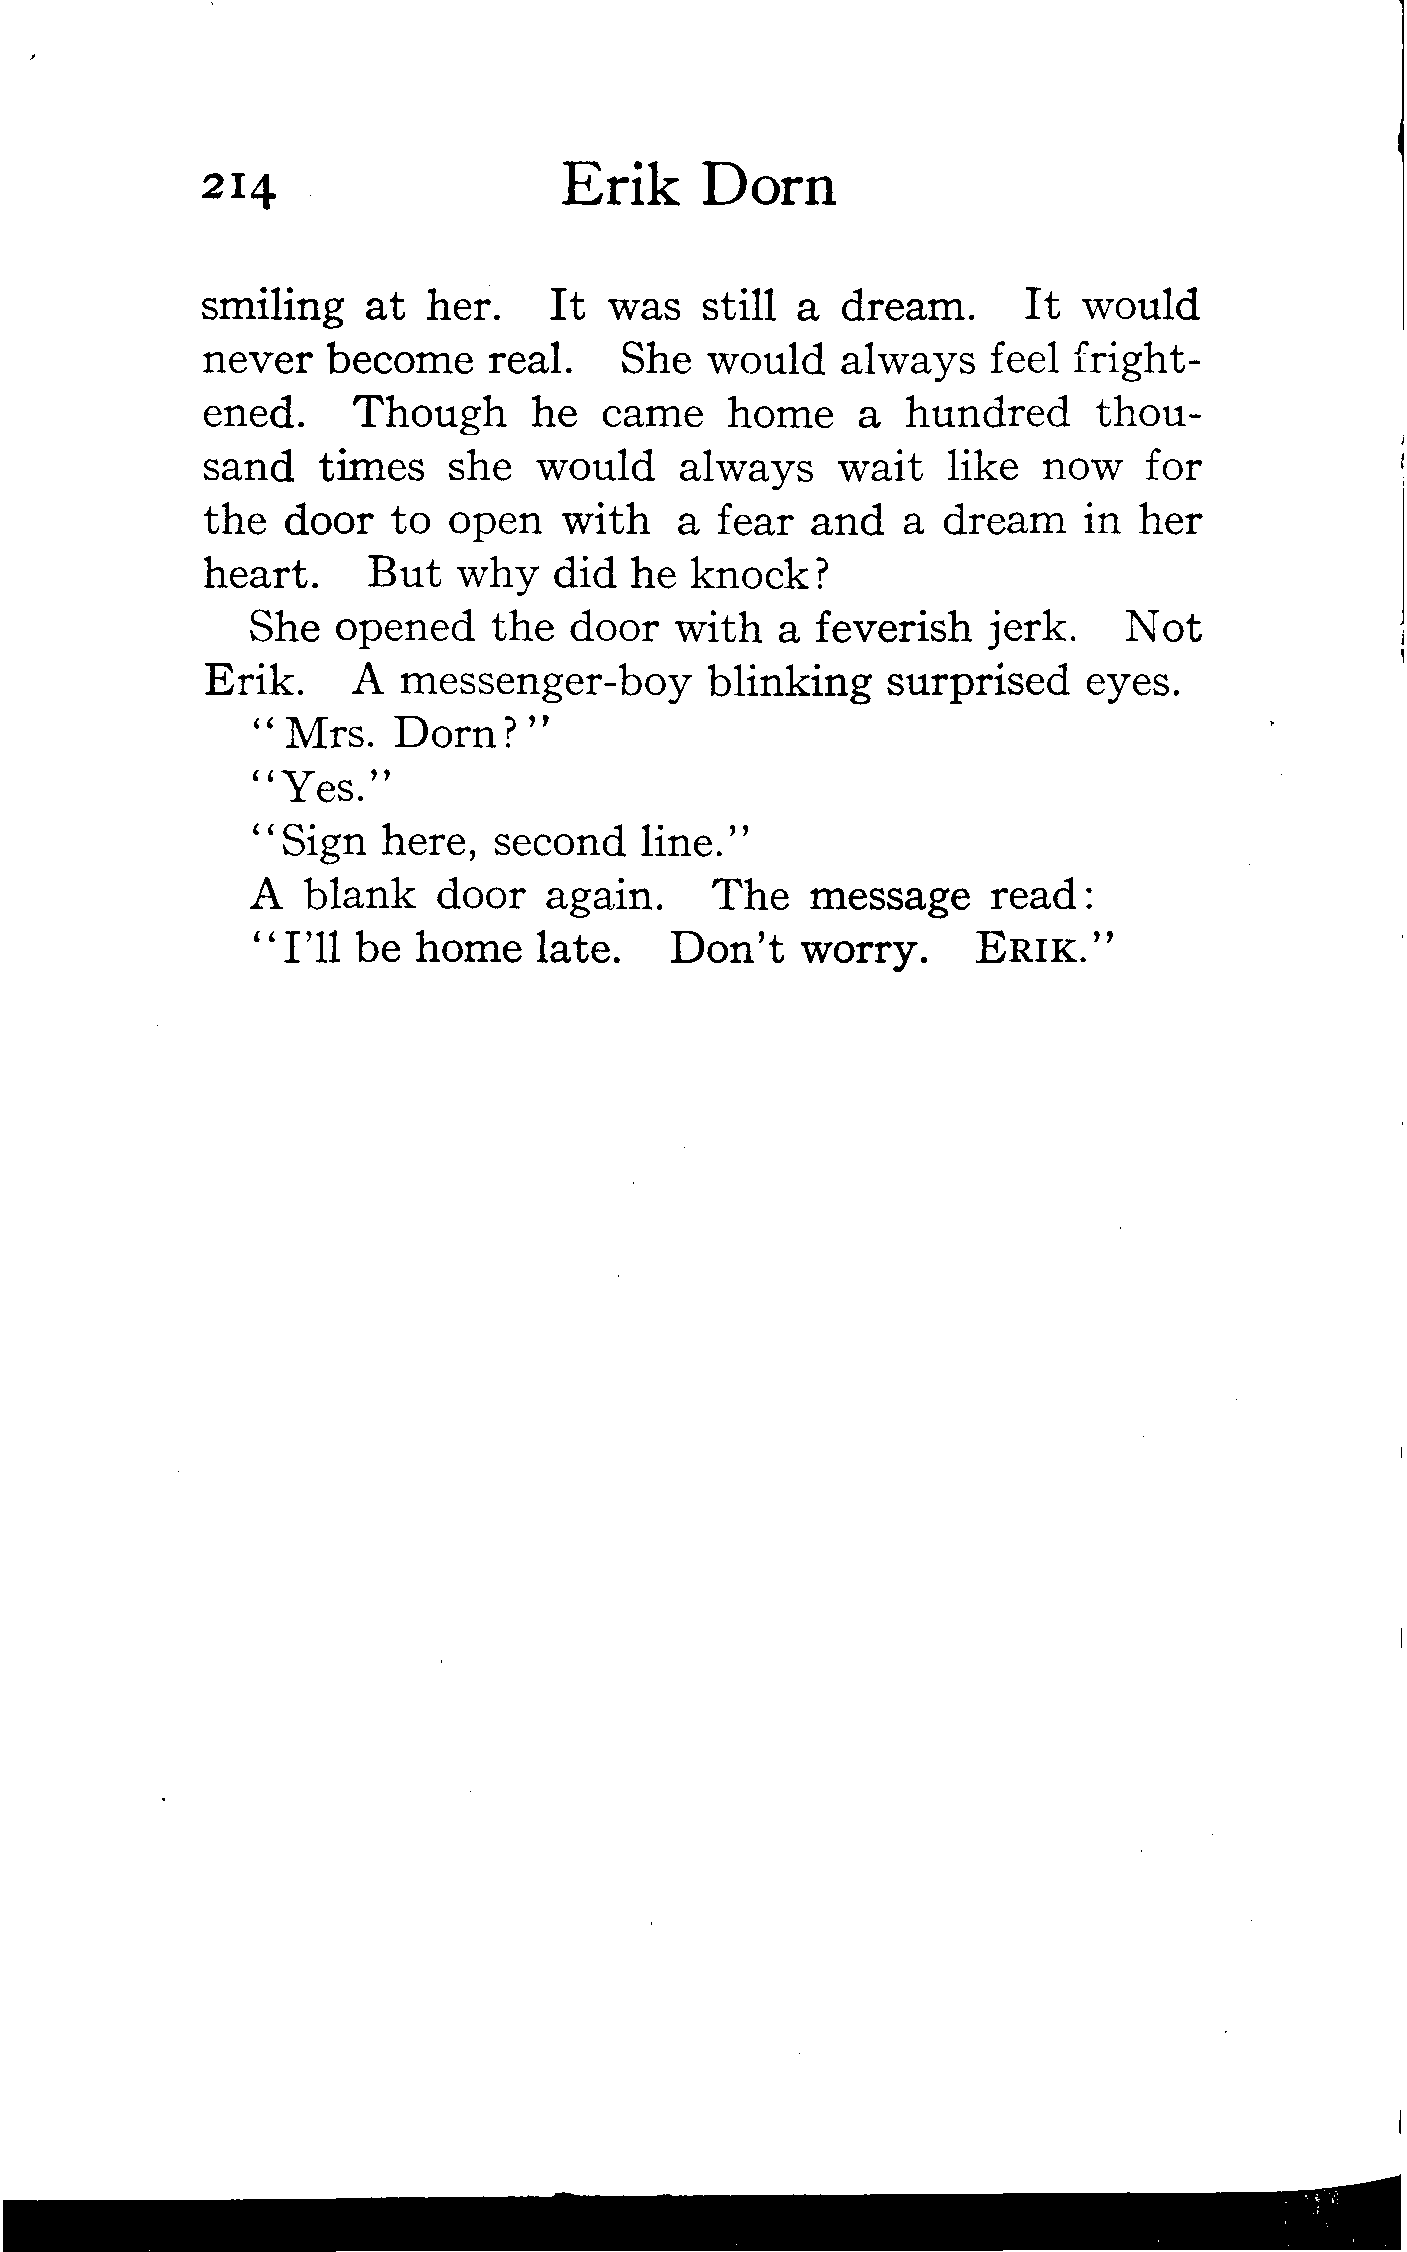 214 Erik Dorn
smiling at her. It was still a dream. It would
never become real. She would always feel fright-
ened. Though he came home a hundred thou-
sand times she would always wait like now for
the door to open with a fear and a dream in her
heart. But why did he knock?
She opened the door with a feverish jerk. Not
Erik. A messenger-boy blinking surprised eyes.
“Mrs. Dorn?”
“Yes.”
“Sign here, second line.”
A blank door again. The message read:
“I’ll be home late. Don’t worry. ERIK.”